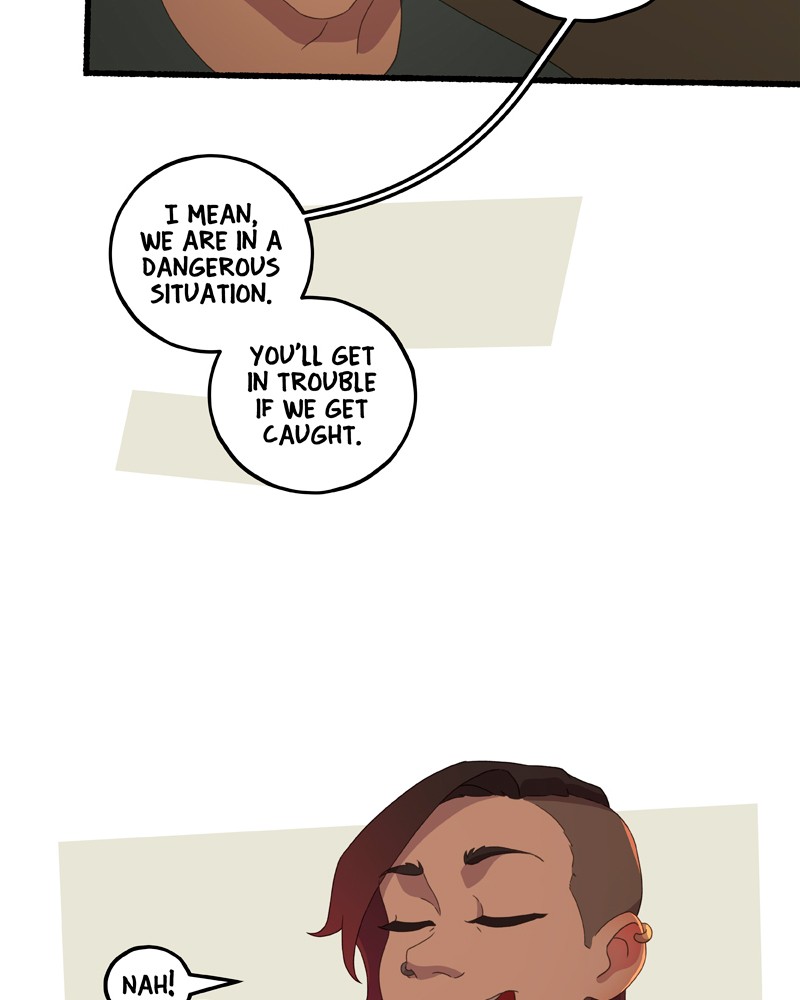 I MEAN,
WE ARE IN A
DANGEROUS
SITUATION.
YOU'LL GET
IN TROUBLE
IF WE GET
CAUGHT.
NAH!